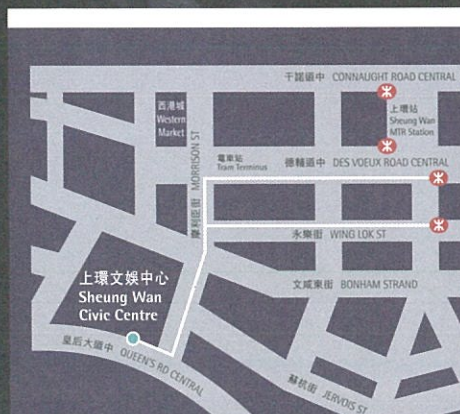 干諾道中 CONNAUGHT ROAD CENTRAL
西港城
Western
Market
上環站
Sheung Wan
MTR Station
摩利臣街 MORRISON ST
電車站
Tram Terminus
德輔道中 DES VOEUX ROAD CENTRAL
永樂街 WING LOK ST
上環文娛中心
Sheung Wan
Civic Centre
文咸東街 BONHAM STRAND
皇后大道中 QUEEN'S RD CENTRAL
蘇杭街 JERVOIS ST